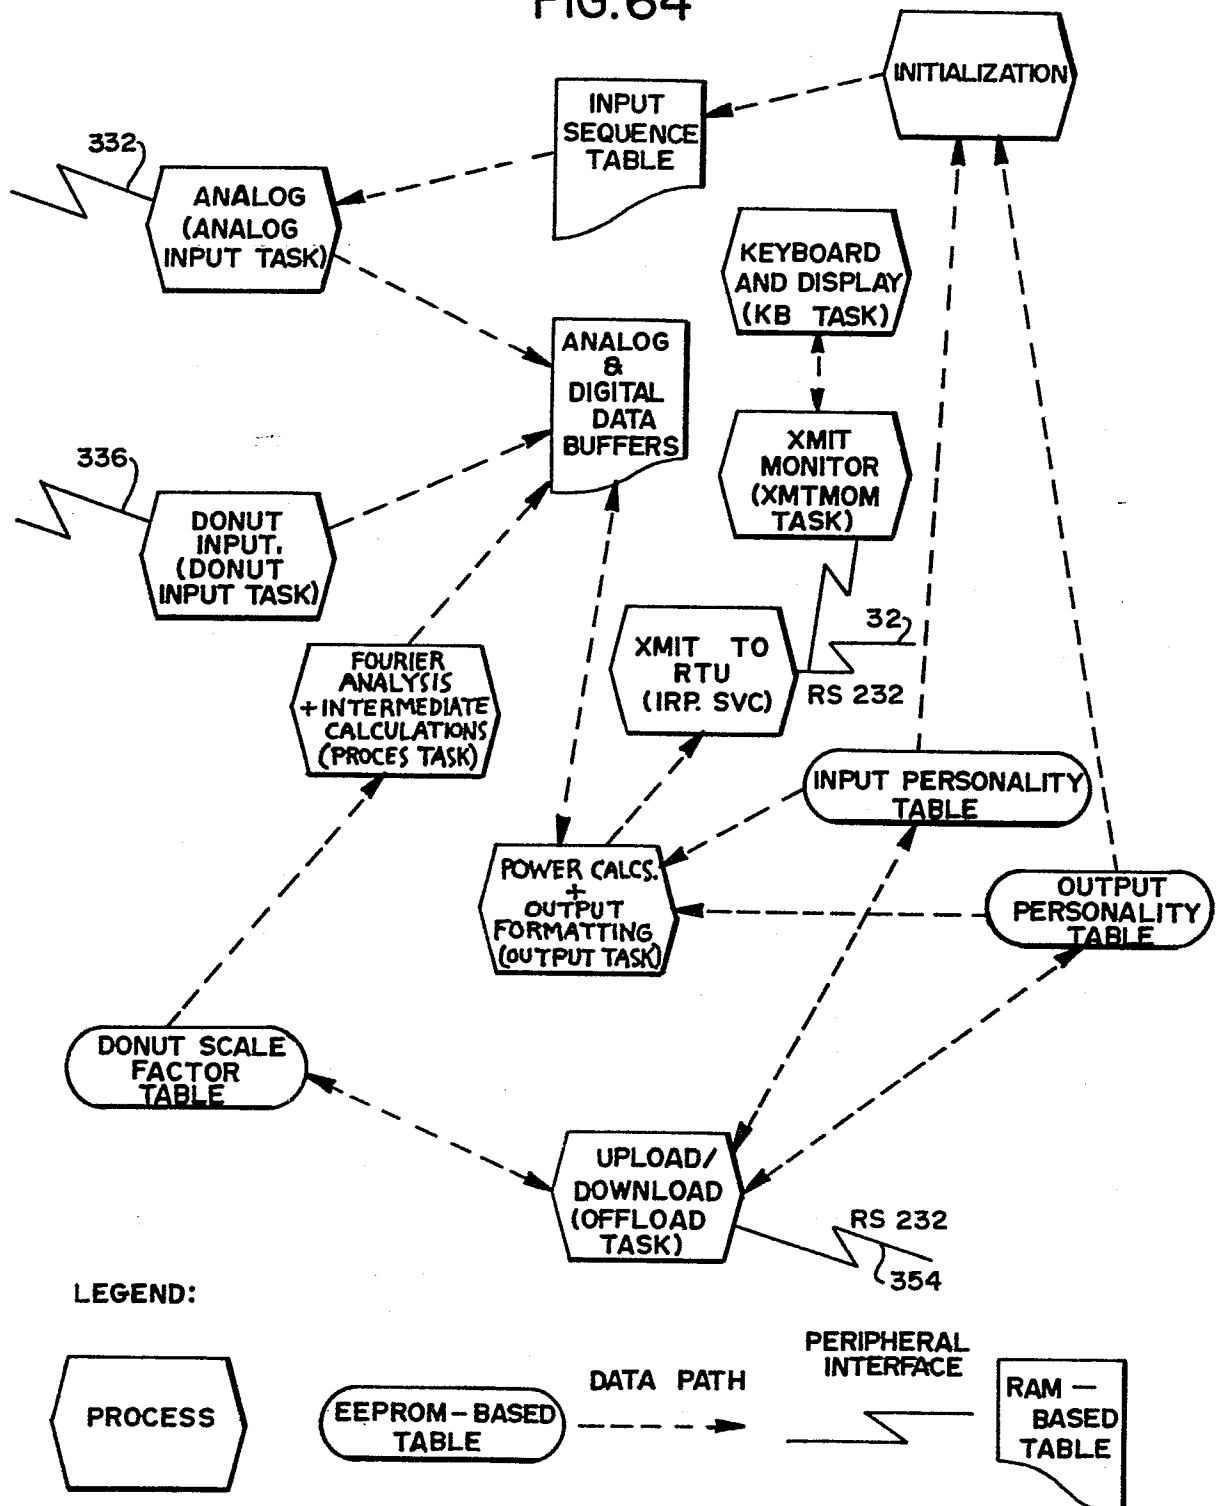 FIG. 64
INITIALIZATION
INPUT
SEQUENCE
TABLE
332
ANALOG
(ANALOG
INPUT TASK)
KEYBOARD
AND DISPLAY
(KB TASK)
ANALOG
&
DIGITAL
DATA
BUFFERS
XMIT
MONITOR
(XMTMOM
TASK)
336
DONUT
INPUT.
(DONUT
INPUT TASK)
32
XMIT TO
RTU
(IRP. SVC)
RS 232
FOURIER
ANALYSIS
+INTERMEDIATE
CALCULATIONS
(PROCES TASK)
INPUT PERSONALITY
TABLE
POWER CALCS.
+
OUTPUT
FORMATTING
(OUTPUT TASK)
OUTPUT
PERSONALITY
TABLE
DONUT SCALE
FACTOR
TABLE
UPLOAD/
DOWNLOAD
(OFFLOAD
TASK)
RS 232
354
LEGEND:
PROCESS
EEPROM-BASED
TABLE
DATA PATH
PERIPHERAL
INTERFACE
RAM-
BASED
TABLE